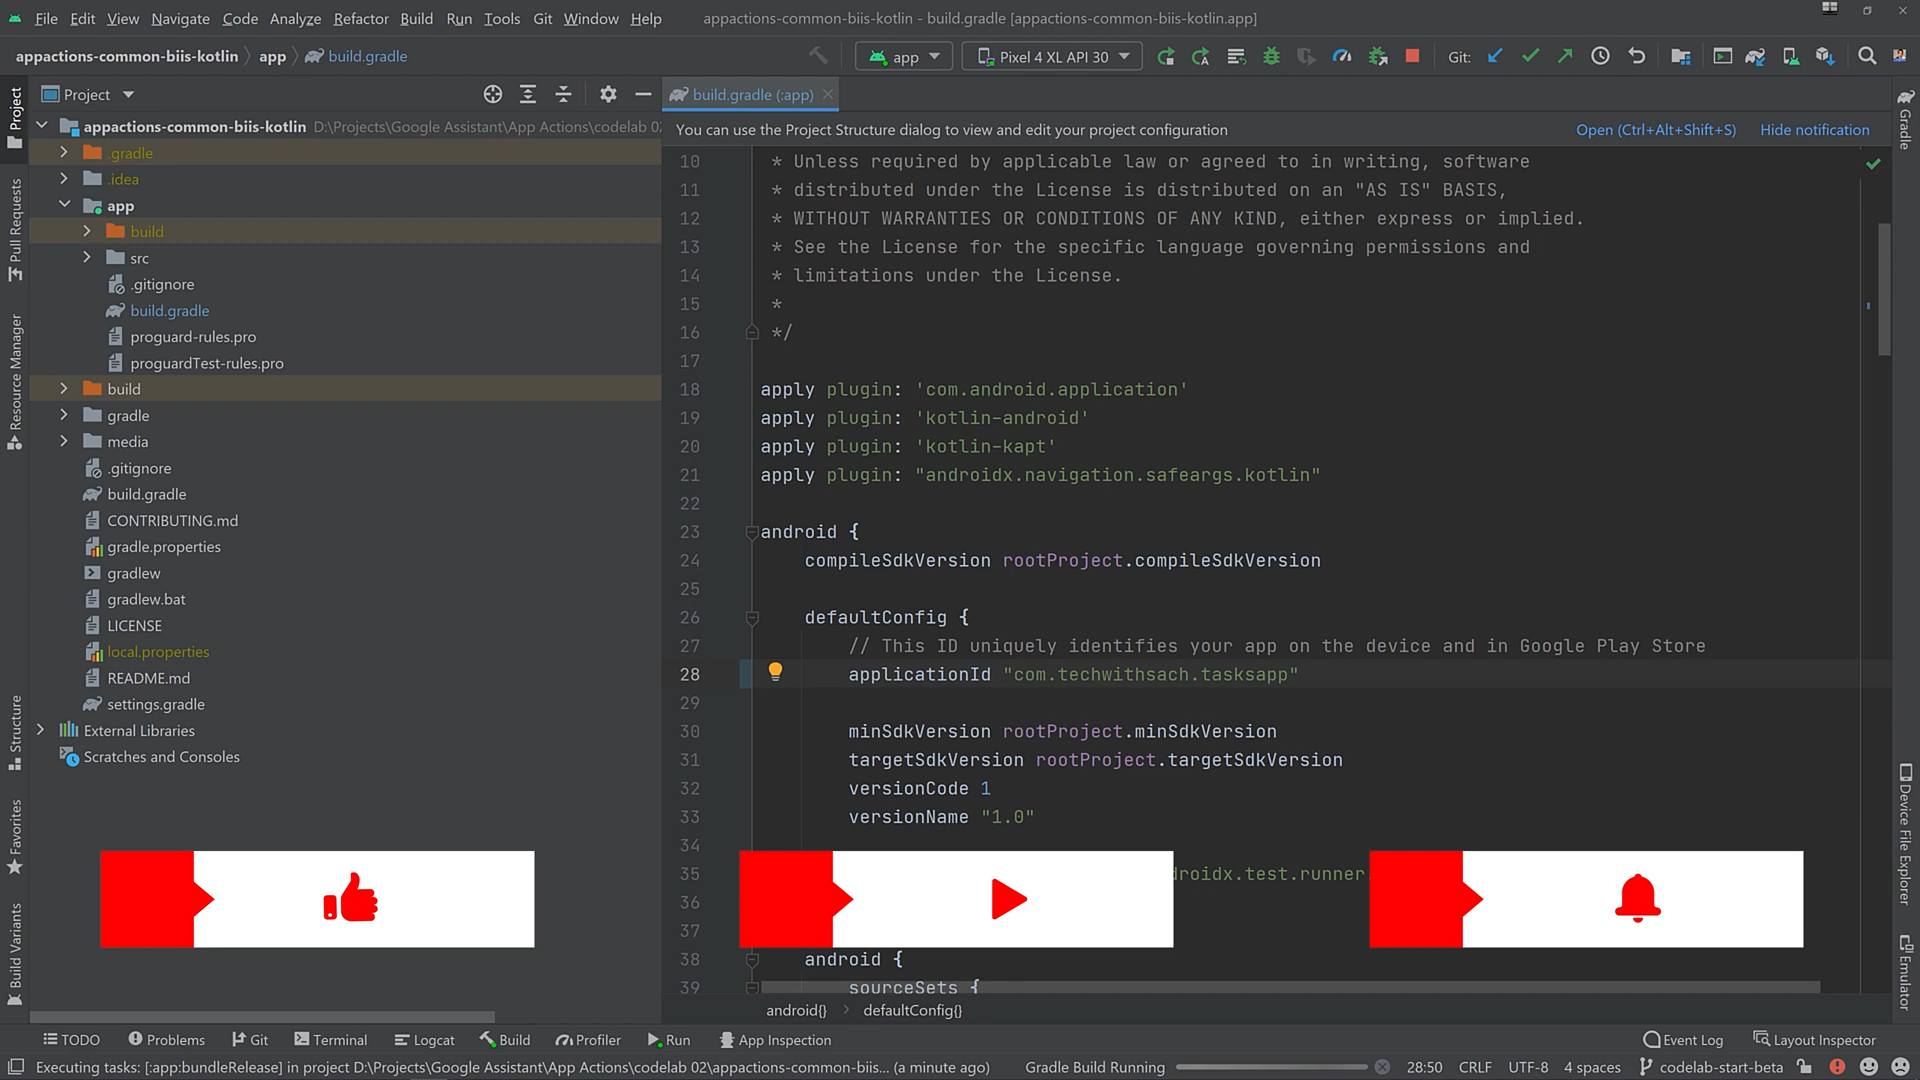 File Edit View Navigate Code Analyze Refactor Build Run Tools Git Window Help appactions-common-biis-kotlin - build.gradle [appactions-common-biis-kotlin.app]
appactions-common-biis-kotlin app build.gradle app Pixel 4 XL API 30 Git:
Project build.gradle (:app)
You can use the Project Structure dialog to view and edit your project configuration Open (Ctrl+Alt+Shift+S) Hide notification
appactions-common-biis-kotlin D:\Projects\Google Assistant\App Actions\codelab 02
.gradle
.idea
app
build
src
.gitignore
build.gradle
proguard-rules.pro
proguardTest-rules.pro
build
gradle
media
.gitignore
build.gradle
CONTRIBUTING.md
gradle.properties
gradlew
gradlew.bat
LICENSE
local.properties
README.md
settings.gradle
External Libraries
Scratches and Consoles
10 * Unless required by applicable law or agreed to in writing, software
11 * distributed under the License is distributed on an "AS IS" BASIS,
12 * WITHOUT WARRANTIES OR CONDITIONS OF ANY KIND, either express or implied.
13 * See the License for the specific language governing permissions and
14 * limitations under the License.
15 *
16 */
17
18 apply plugin: 'com.android.application'
19 apply plugin: 'kotlin-android'
20 apply plugin: 'kotlin-kapt'
21 apply plugin: "androidx.navigation.safeargs.kotlin"
22
23 android {
24 compileSdkVersion rootProject.compileSdkVersion
25
26 defaultConfig {
27 // This ID uniquely identifies your app on the device and in Google Play Store
28 applicationId "com.techwithsach.tasksapp"
29
30 minSdkVersion rootProject.minSdkVersion
31 targetSdkVersion rootProject.targetSdkVersion
32 versionCode 1
33 versionName "1.0"
34
35 droidx.test.runner.
36
37
38 android {
39 sourceSets {
android{} defaultConfig{}
Project
Pull Requests
Resource Manager
Structure
Favorites
Build Variants
Gradle
Device File Explorer
Emulator
TODO Problems Git Terminal Logcat Build Profiler Run App Inspection Event Log Layout Inspector
Executing tasks: [:app:bundleRelease] in project D:\Projects\Google Assistant\App Actions\codelab 02\appactions-common-biis... (a minute ago) Gradle Build Running 28:50 CRLF UTF-8 4 spaces codelab-start-beta